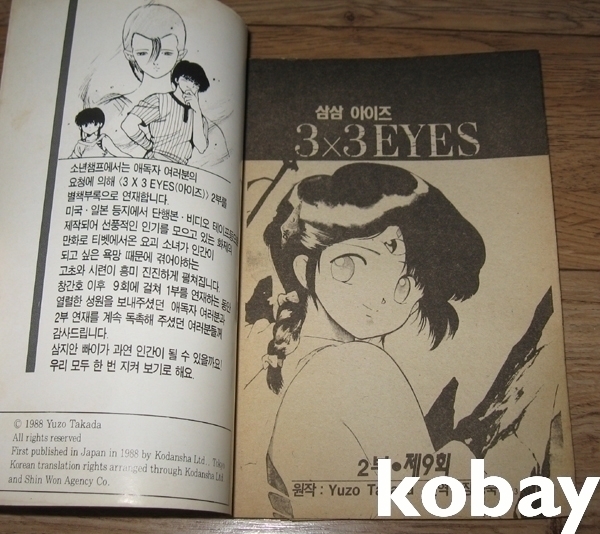 소년챔프에서는 애독자 여러분의
요청에 의해 〈3 X 3 EYES(아이즈)〉 2부를
별책부록으로 연재합니다.
미국·일본 등지에서 단행본·비디오 테이프
제작되어 선풍적인 인기를 모으고 있는 화제의
만화로 티벳에서온 요괴 소녀가 인간이
되고 싶은 욕망 때문에 겪어야하는
고초와 시련이 흥미 진진하게 펼쳐집니다.
창간호 이후 9회에 걸쳐 1부를 연재하는 동안
열렬한 성원을 보내주셨던 애독자 여러분과
2부 연재를 계속 독촉해 주셨던 여러분들께
감사드립니다.
삼지안 빠이가 과연 인간이 될 수 있을까요!
우리 모두 한 번 지켜 보기로 해요.
© 1988 Yuzo Takada
All rights reserved
First published in Japan in 1988 by Kodansha Ltd., Tokyo
Korean translation rights arranged through Kodansha Ltd
and Shin Won Agency Co.
삼삼 아이즈
3×3 EYES
2부•제9회
원작 : Yuzo
kobay